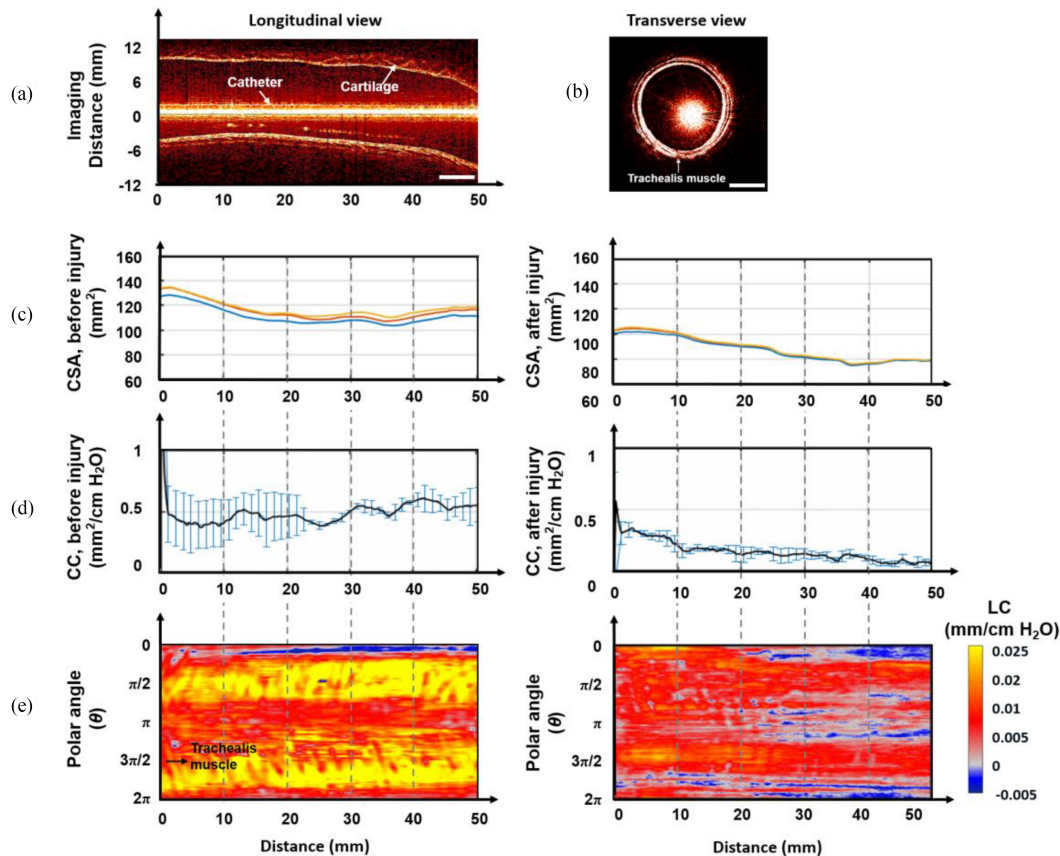 Longitudinal view
Transverse view
(a)
Imaging
Distance (mm)
12
6
0
-6
-12
Catheter
Cartilage
0 10 20 30 40 50
(b)
Trachealis muscle
(c)
CSA, before injury
(mm²)
160
140
120
100
80
60
0 10 20 30 40 50
CSA, after injury
(mm²)
160
140
120
100
80
60
0 10 20 30 40 50
(d)
CC, before injury
(mm²/cm H₂O)
1
0.5
0
0 10 20 30 40 50
CC, after injury
(mm²/cm H₂O)
1
0.5
0
0 10 20 30 40 50
(e)
Polar angle
(θ)
0
π/2
π
3π/2
2π
Trachealis
muscle
0 10 20 30 40 50
Distance (mm)
Polar angle
(θ)
0
π/2
π
3π/2
2π
0 10 20 30 40 50
Distance (mm)
LC
(mm/cm H₂O)
0.025
0.02
0.01
0.005
0
-0.005